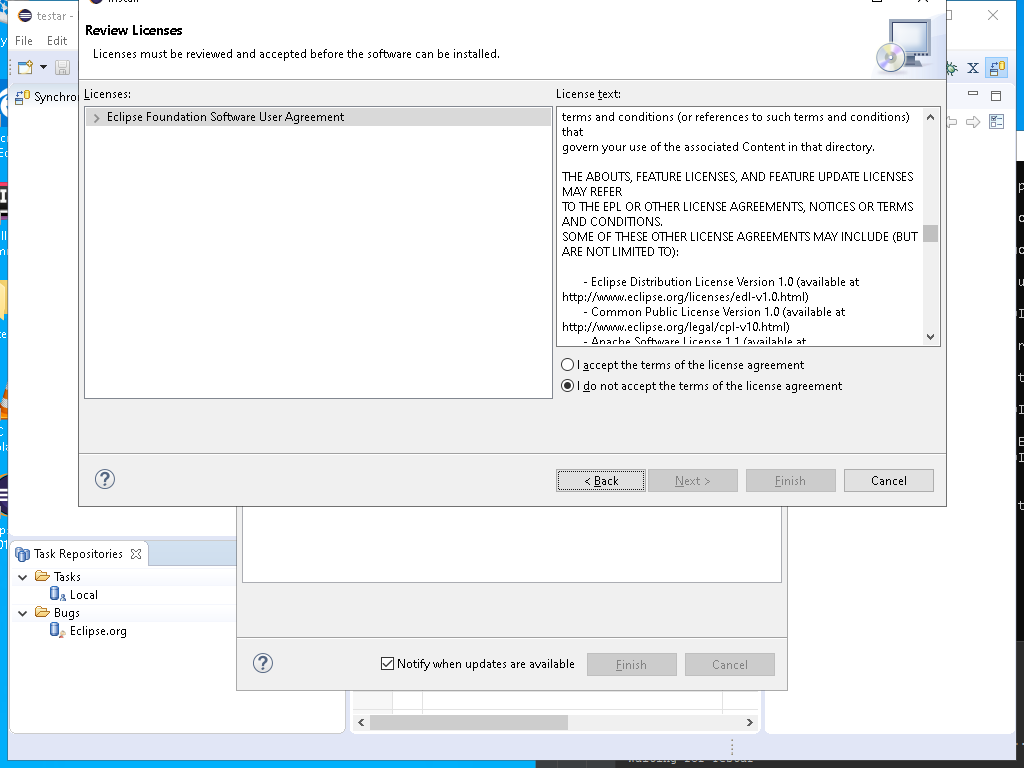 Install
testar -
File Edit
Review Licenses
Licenses must be reviewed and accepted before the software can be installed.
Synchro
Licenses:
Eclipse Foundation Software User Agreement
License text:
terms and conditions (or references to such terms and conditions)
that
govern your use of the associated Content in that directory.
THE ABOUTS, FEATURE LICENSES, AND FEATURE UPDATE LICENSES
MAY REFER
TO THE EPL OR OTHER LICENSE AGREEMENTS, NOTICES OR TERMS
AND CONDITIONS.
SOME OF THESE OTHER LICENSE AGREEMENTS MAY INCLUDE (BUT
ARE NOT LIMITED TO):
- Eclipse Distribution License Version 1.0 (available at
http://www.eclipse.org/licenses/edl-v1.0.html)
- Common Public License Version 1.0 (available at
http://www.eclipse.org/legal/cpl-v10.html)
- Apache Software License 1.1 (available at
I accept the terms of the license agreement
I do not accept the terms of the license agreement
< Back Next > Finish Cancel
Task Repositories
Tasks
Local
Bugs
Eclipse.org
Notify when updates are available Finish Cancel